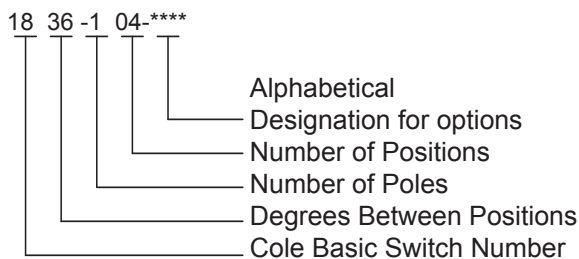 18 36 -1 04-****
Alphabetical
Designation for options
Number of Positions
Number of Poles
Degrees Between Positions
Cole Basic Switch Number